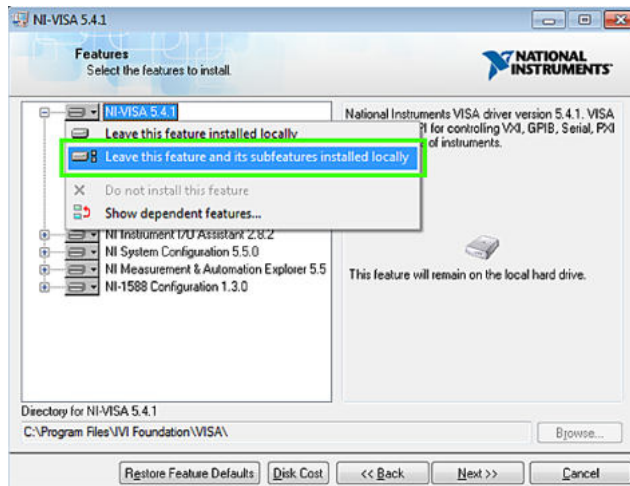 NI-VISA 5.4.1
Features
Select the features to install.
NATIONAL
INSTRUMENTS
NI-VISA 5.4.1
Leave this feature installed locally
Leave this feature and its subfeatures installed locally
Do not install this feature
Show dependent features...
NI Instrument I/O Assistant 2.8.2
NI System Configuration 5.5.0
NI Measurement & Automation Explorer 5.5
NI-1588 Configuration 1.3.0
National Instruments VISA driver version 5.4.1. VISA
for controlling VXI, GPIB, Serial, PXI
of instruments.
This feature will remain on the local hard drive.
Directory for NI-VISA 5.4.1
C:\Program Files\IVI Foundation\VISA\
Browse...
Restore Feature Defaults
Disk Cost
<< Back
Next >>
Cancel